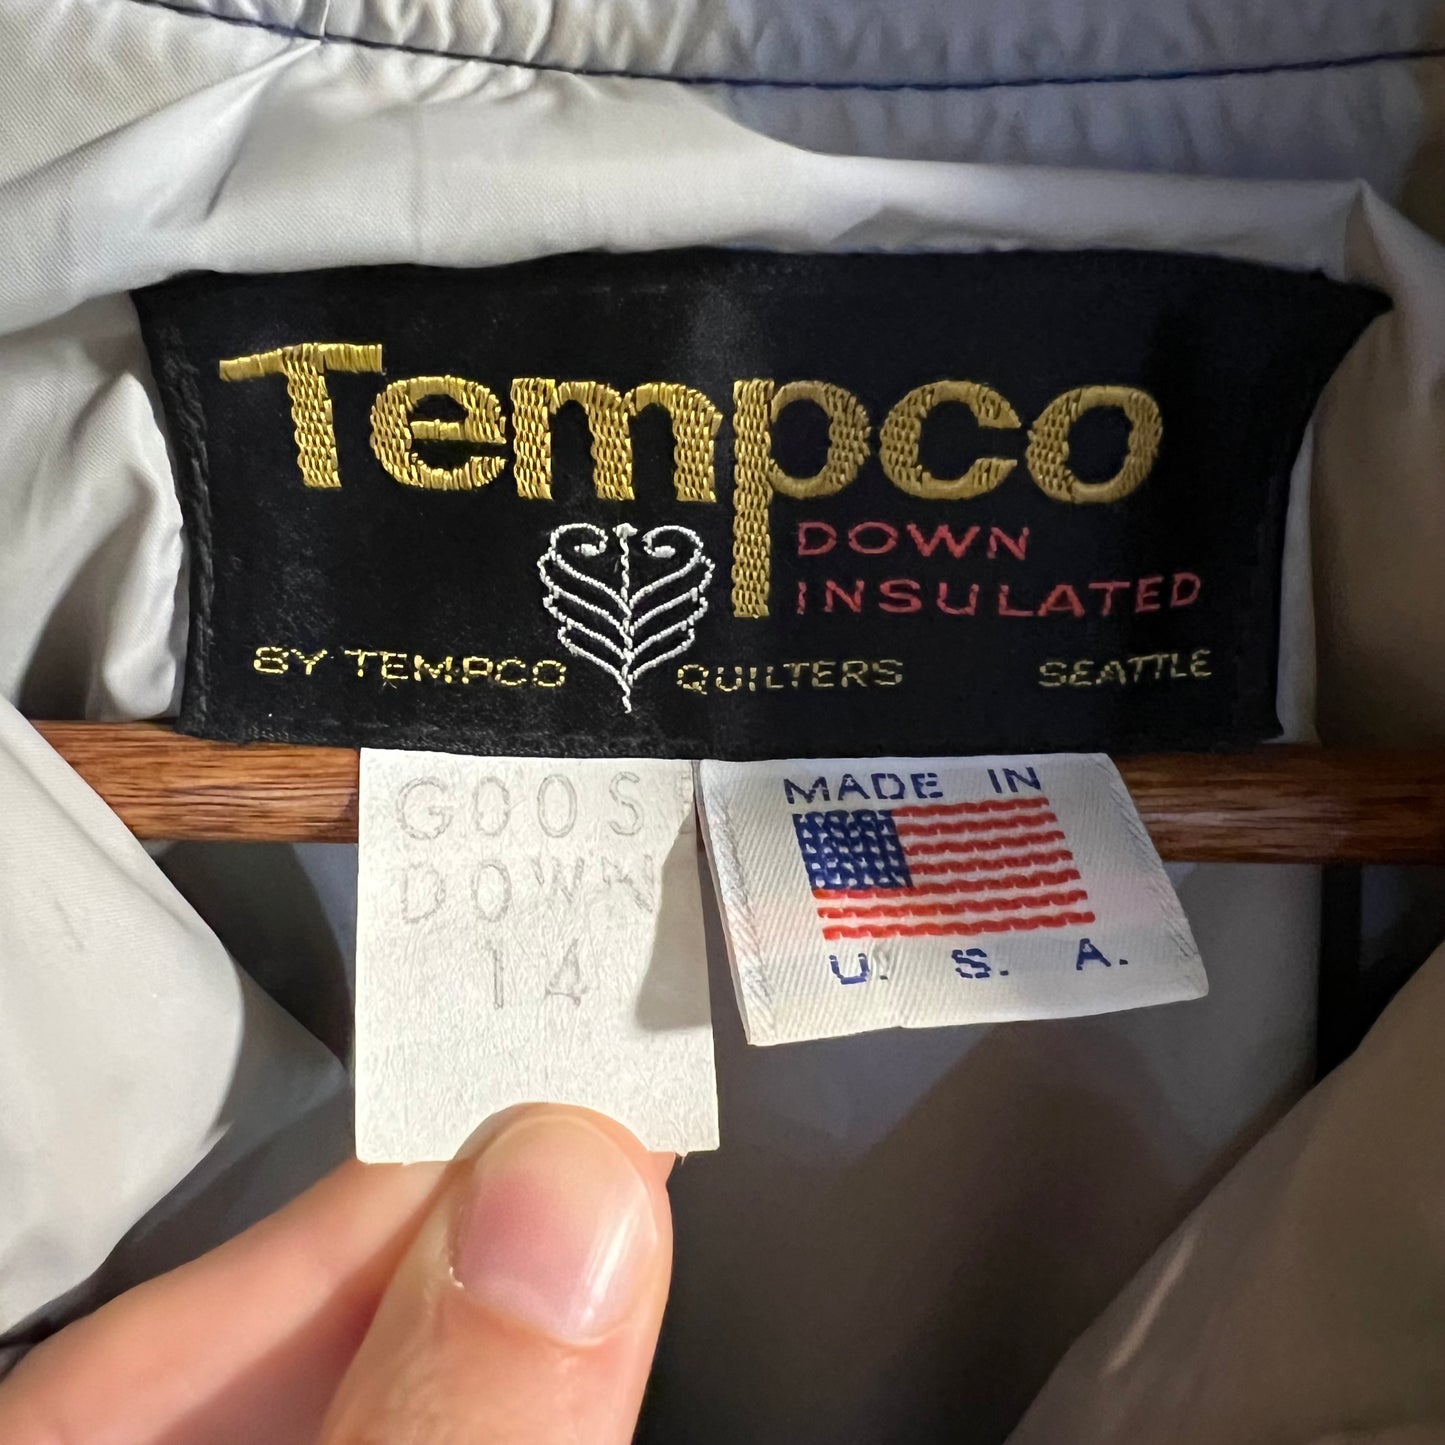 Tempco
DOWN
INSULATED
BY TEMPCO QUILTERS SEATTLE
GOOSE
DOWN
14
MADE IN
U. S. A.